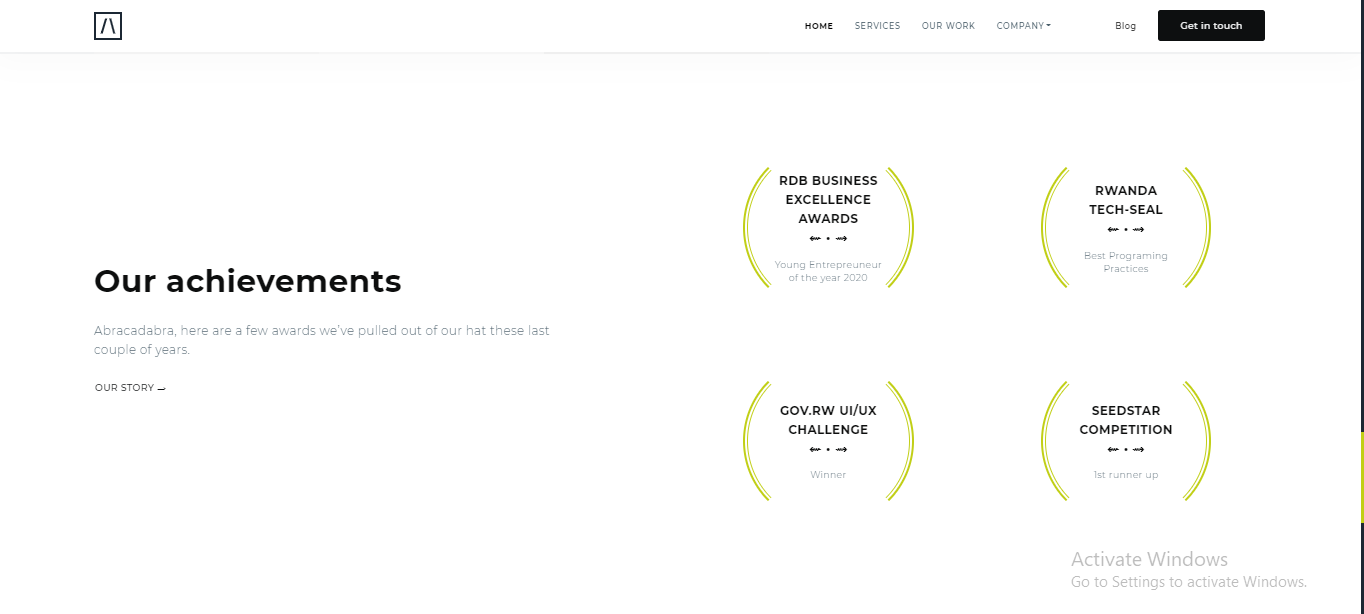 HOME SERVICES OUR WORK COMPANY Blog Get in touch
Our achievements
Abracadabra, here are a few awards we've pulled out of our hat these last
couple of years.
OUR STORY
RDB BUSINESS
EXCELLENCE
AWARDS
Young Entrepreuneur
of the year 2020
RWANDA
TECH-SEAL
Best Programing
Practices
GOV.RW UI/UX
CHALLENGE
Winner
SEEDSTAR
COMPETITION
1st runner up
Activate Windows
Go to Settings to activate Windows.